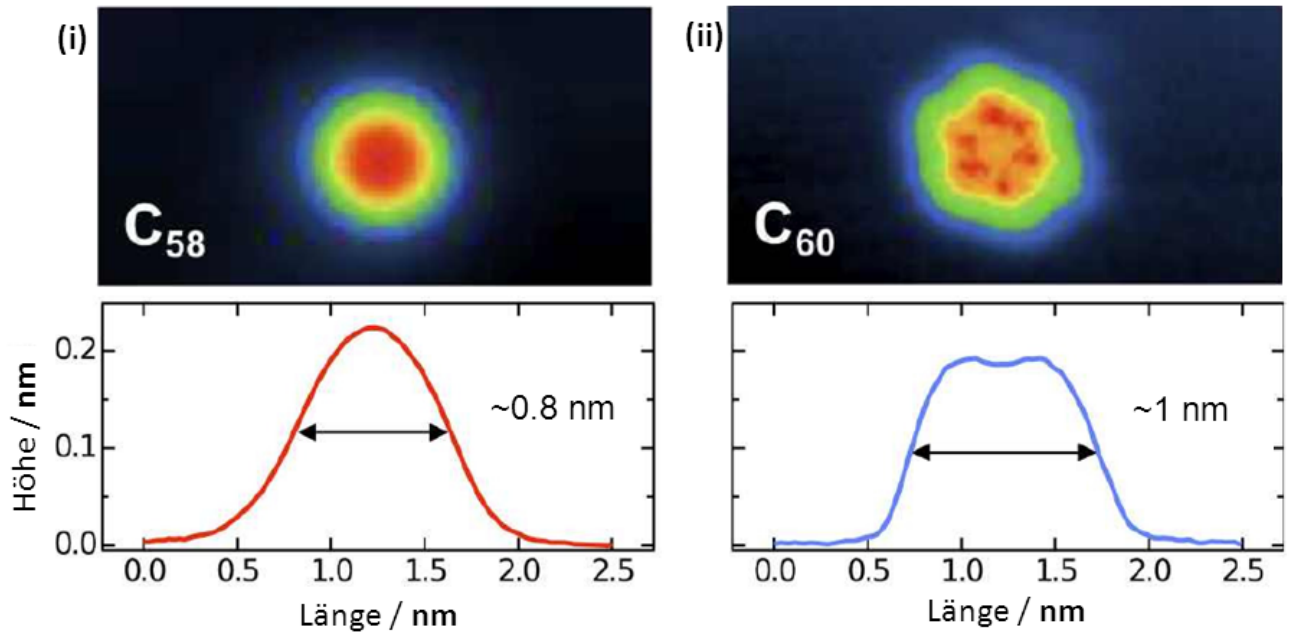 (i)
C₅₈
Höhe / nm
0.2
0.1
0.0
~0.8 nm
0.0 0.5 1.0 1.5 2.0 2.5
Länge / nm
(ii)
C₆₀
~1 nm
0.0 0.5 1.0 1.5 2.0 2.5
Länge / nm